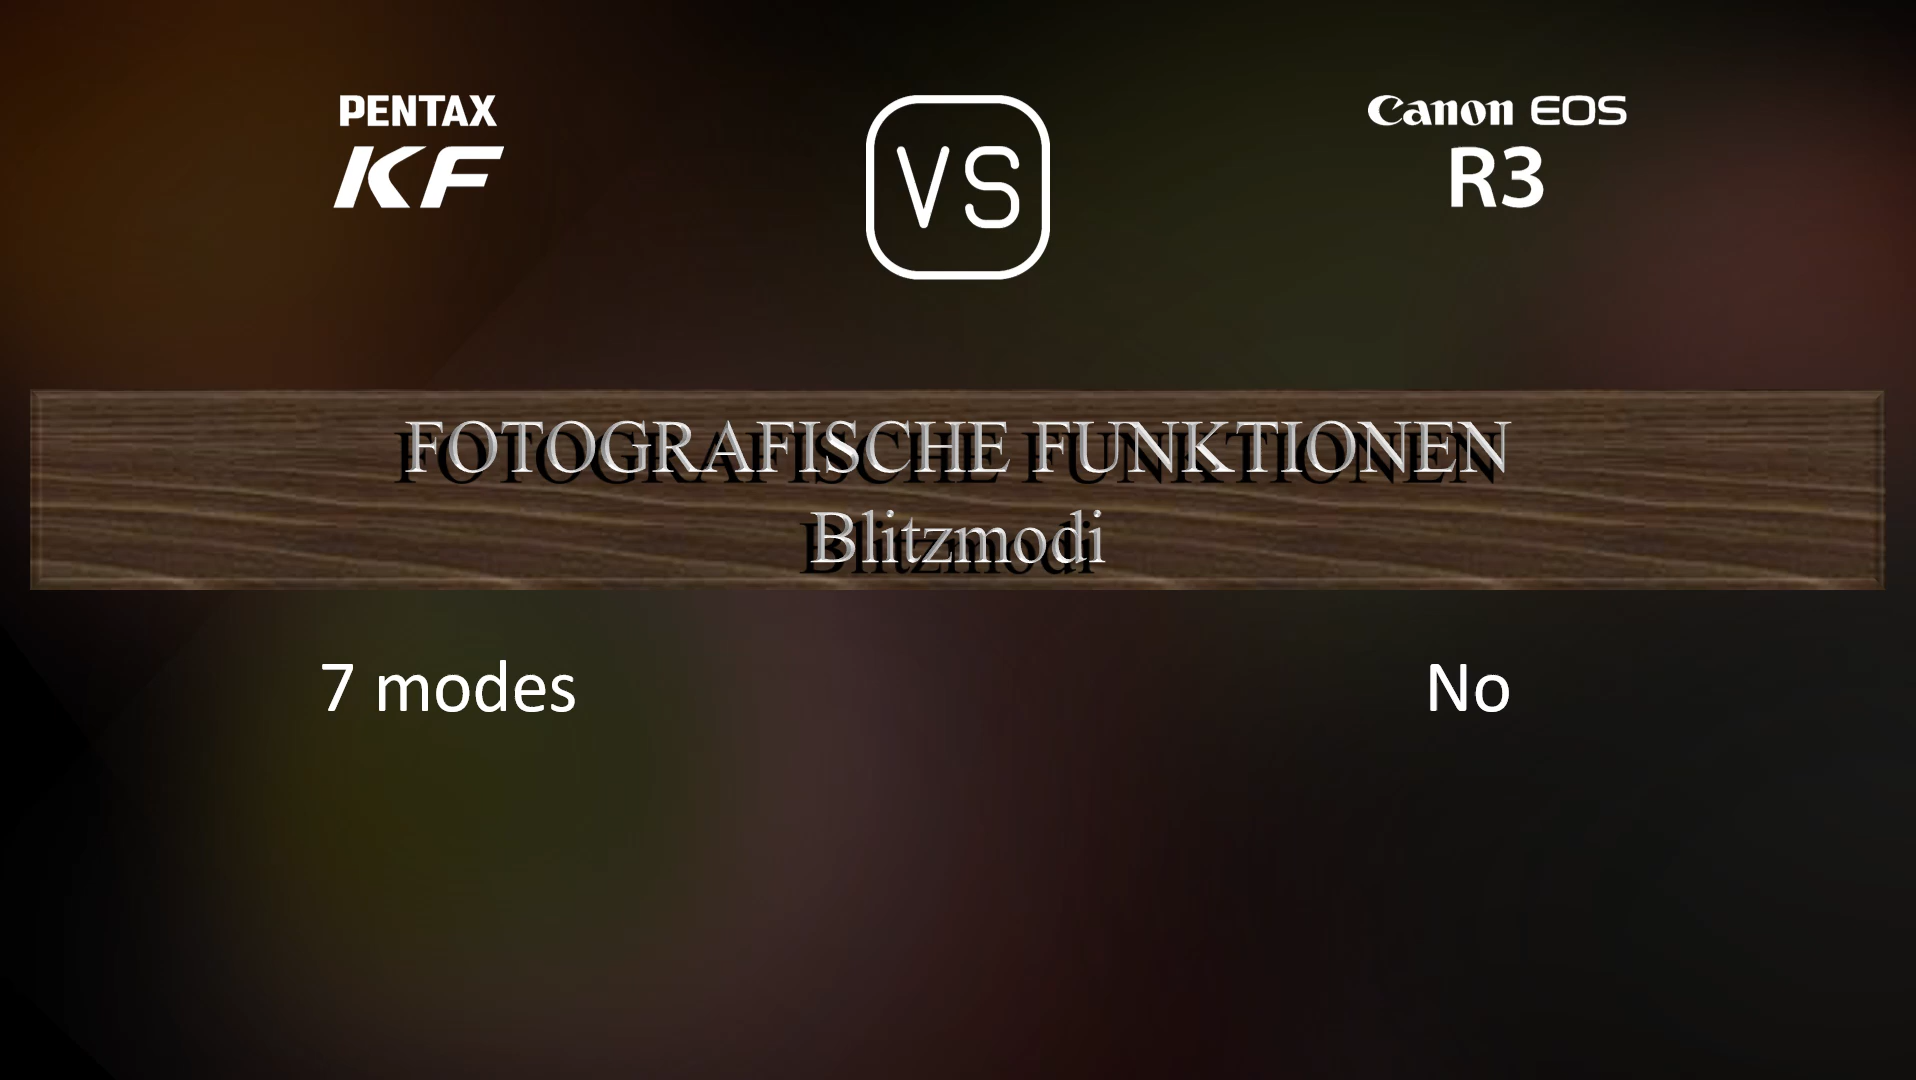 PENTAX
KF
VS
Canon EOS
R3
FOTOGRAFISCHE FUNKTIONEN
Blitzmodi
7 modes
No